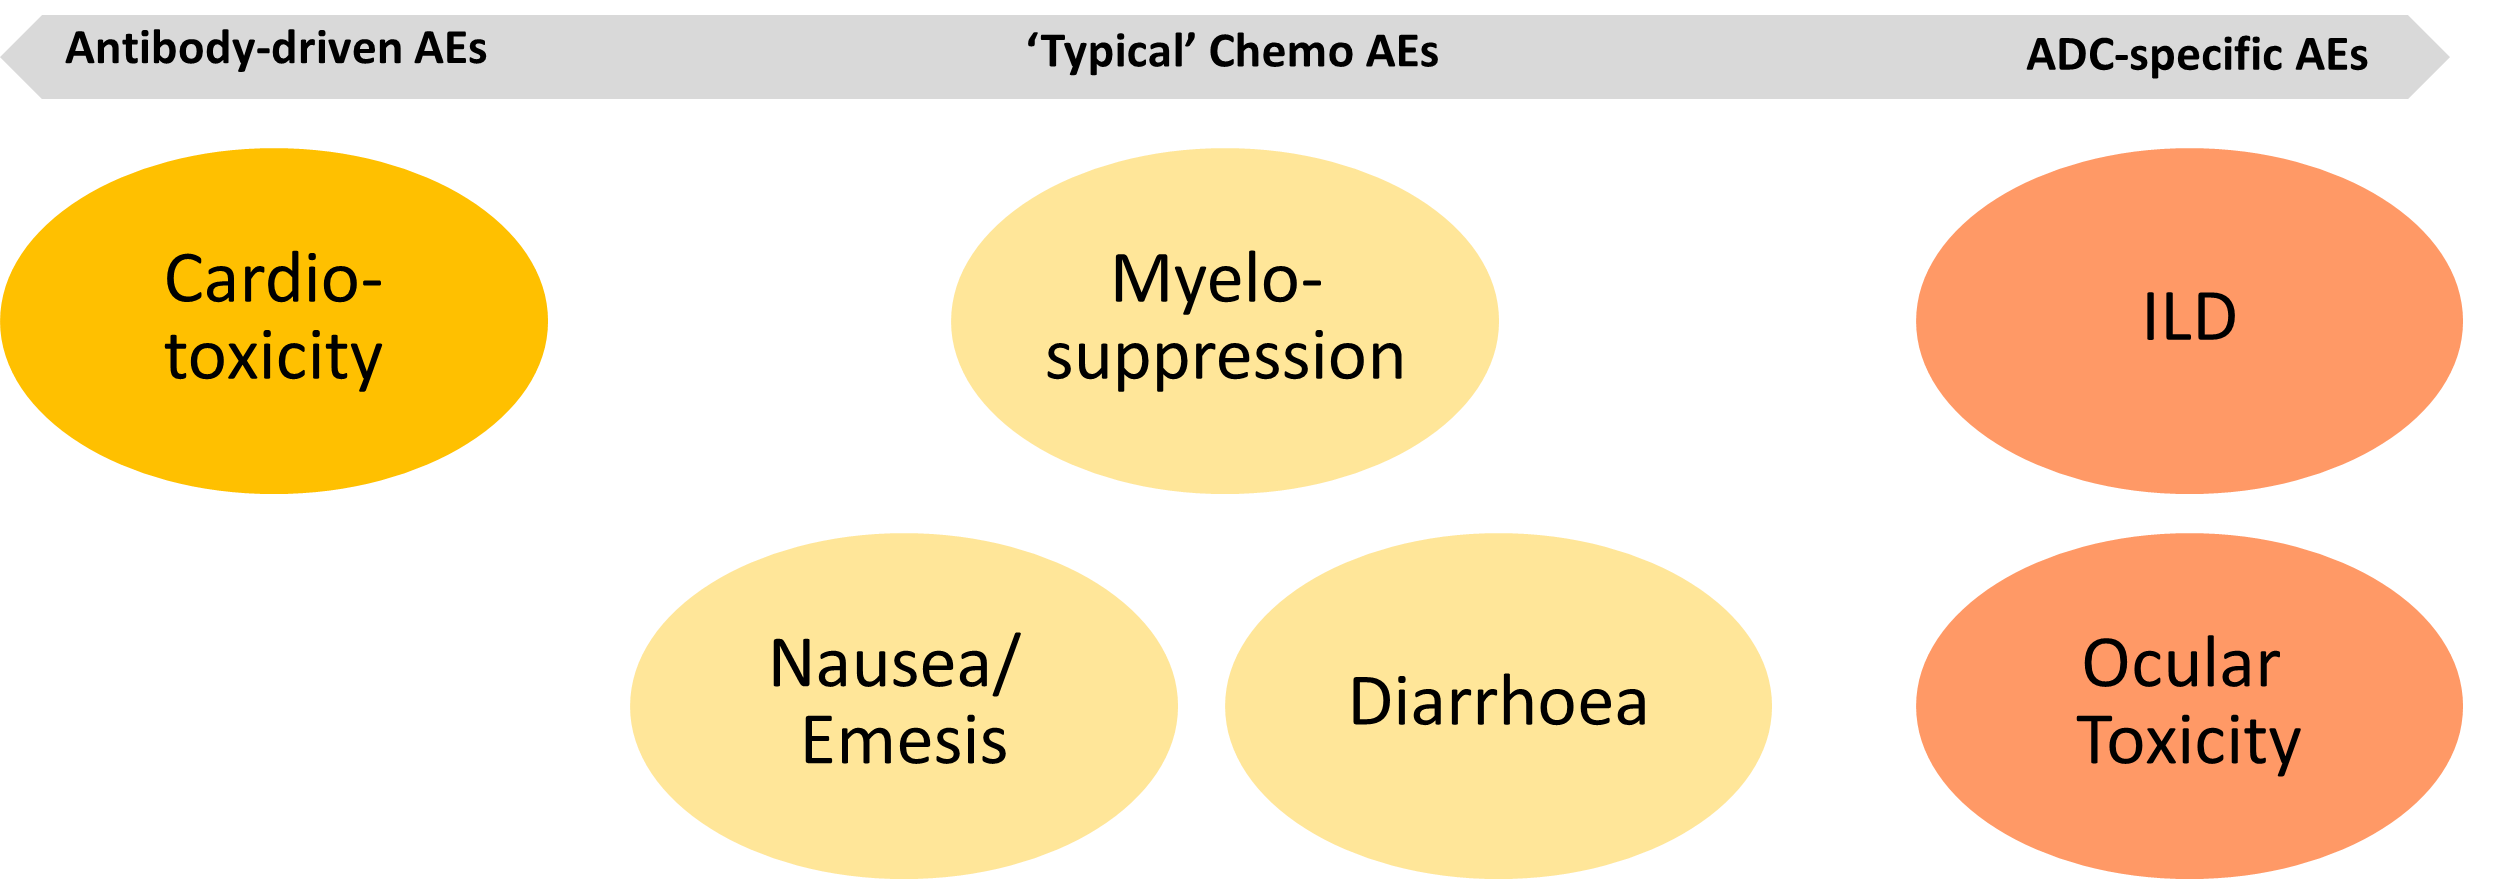 Antibody-driven AEs
‘Typical’ Chemo AEs
ADC-specific AEs
Cardio-
toxicity
Myelo-
suppression
ILD
Nausea/
Emesis
Diarrhoea
Ocular
Toxicity